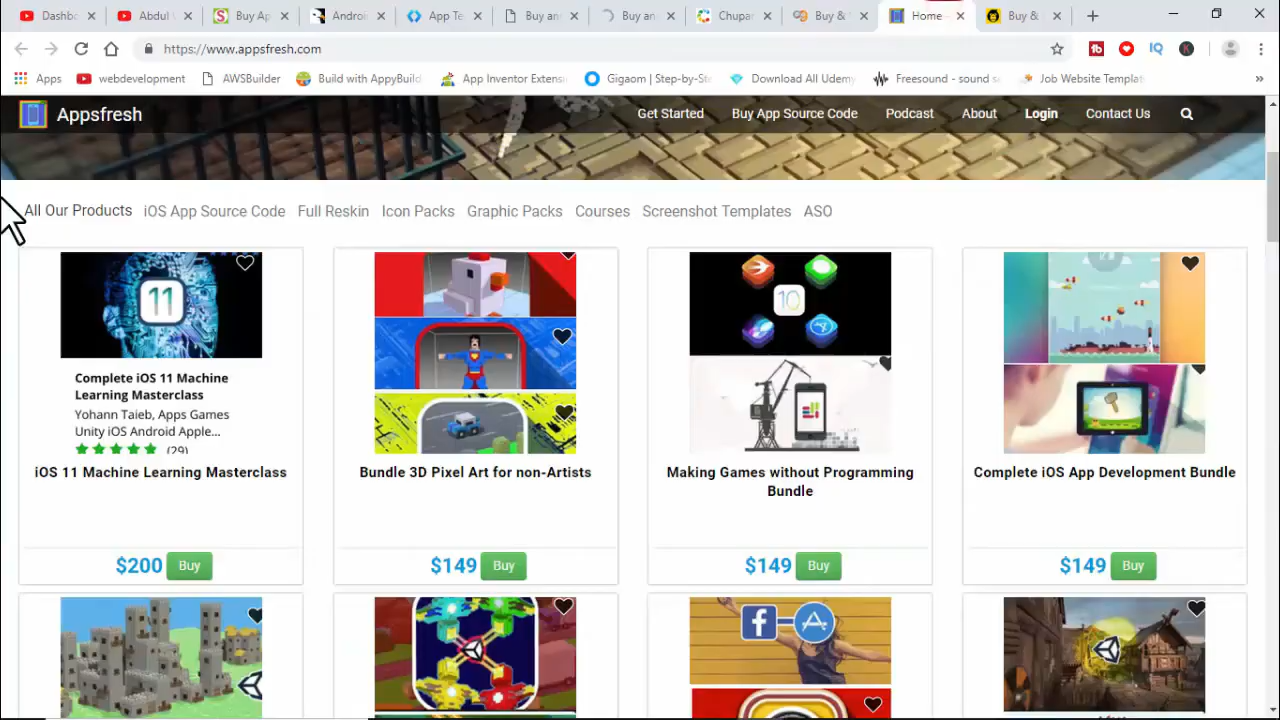 Dashbo
Abdul W
Buy Ap
Androi
App Te
Buy an
Buy an
Chupa
Buy &
Home -
Buy &
https://www.appsfresh.com
Apps
webdevelopment
AWSBuilder
Build with AppyBuild
App Inventor Extensi
Gigaom | Step-by-St
Download All Udemy
Freesound - sound s
Job Website Templat
»
Appsfresh
Get Started
Buy App Source Code
Podcast
About
Login
Contact Us
All Our Products
iOS App Source Code
Full Reskin
Icon Packs
Graphic Packs
Courses
Screenshot Templates
ASO
11
10
Complete iOS 11 Machine
Learning Masterclass
Yohann Taieb, Apps Games
Unity iOS Android Apple...
(29)
iOS 11 Machine Learning Masterclass
Bundle 3D Pixel Art for non-Artists
Making Games without Programming
Bundle
Complete iOS App Development Bundle
$200 Buy
$149 Buy
$149 Buy
$149 Buy